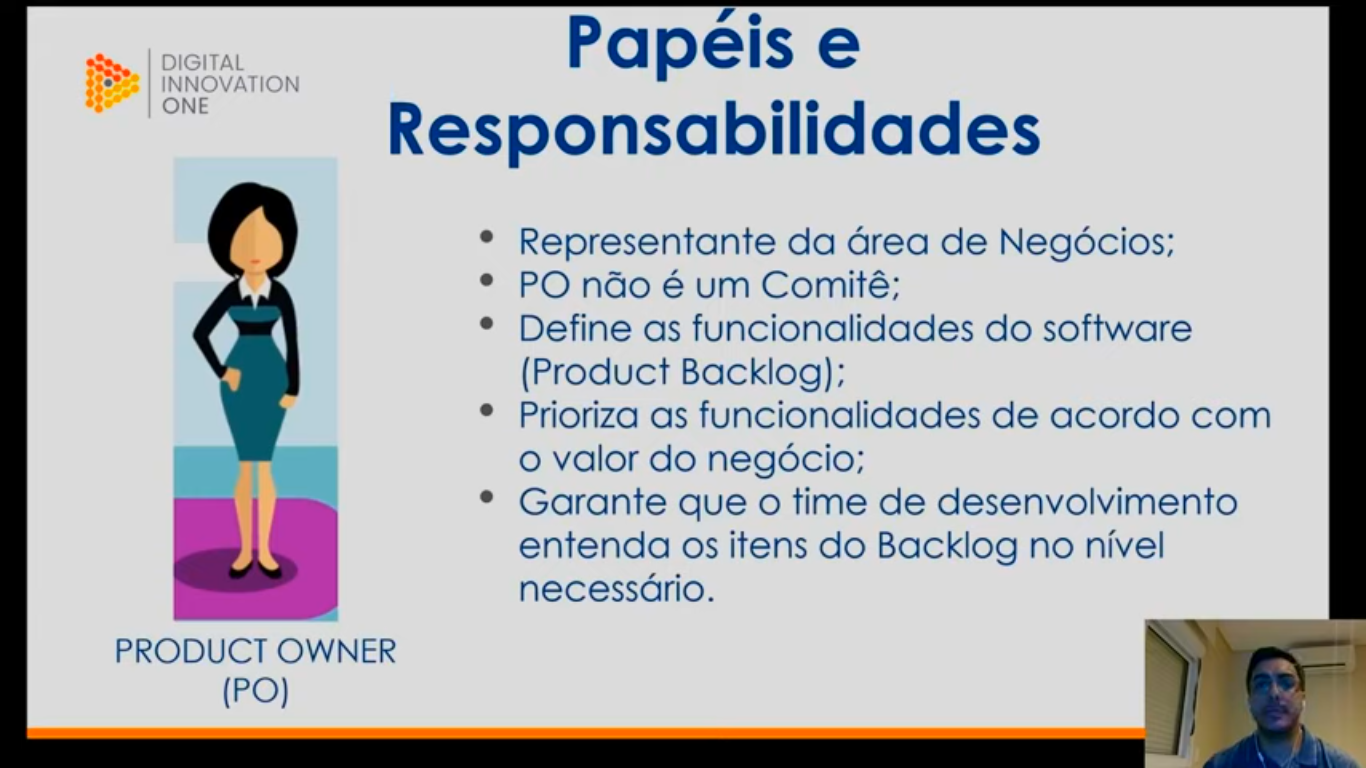 Papéis e
Responsabilidades
DIGITAL
INNOVATION
ONE
Representante da área de Negócios;
PO não é um Comitê;
Define as funcionalidades do software
(Product Backlog);
Prioriza as funcionalidades de acordo com
o valor do negócio;
Garante que o time de desenvolvimento
entenda os itens do Backlog no nível
necessário.
PRODUCT OWNER
(PO)